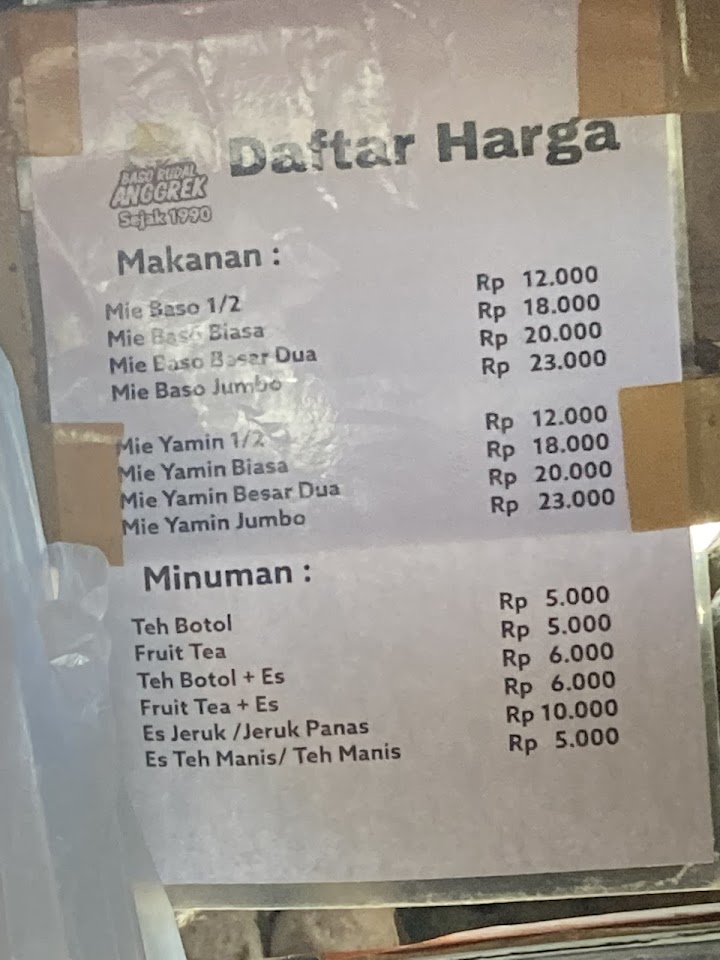 Daftar Harga
BASO RUDAL
ANGGREK
Sejak 1990
Makanan :
Mie Baso 1/2 Rp 12.000
Mie Baso Biasa Rp 18.000
Mie Baso Besar Dua Rp 20.000
Mie Baso Jumbo Rp 23.000
Mie Yamin 1/2 Rp 12.000
Mie Yamin Biasa Rp 18.000
Mie Yamin Besar Dua Rp 20.000
Mie Yamin Jumbo Rp 23.000
Minuman :
Teh Botol Rp 5.000
Fruit Tea Rp 5.000
Teh Botol + Es Rp 6.000
Fruit Tea + Es Rp 6.000
Es Jeruk /Jeruk Panas Rp 10.000
Es Teh Manis/ Teh Manis Rp 5.000